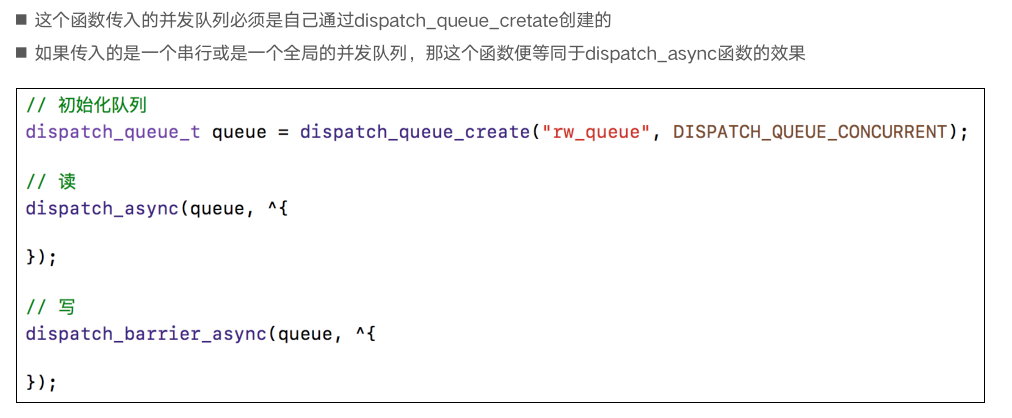 ■ 这个函数传入的并发队列必须是自己通过dispatch_queue_cretate创建的
■ 如果传入的是一个串行或是一个全局的并发队列，那这个函数便等同于dispatch_async函数的效果
// 初始化队列
dispatch_queue_t queue = dispatch_queue_create("rw_queue", DISPATCH_QUEUE_CONCURRENT);
// 读
dispatch_async(queue, ^{
});
// 写
dispatch_barrier_async(queue, ^{
});